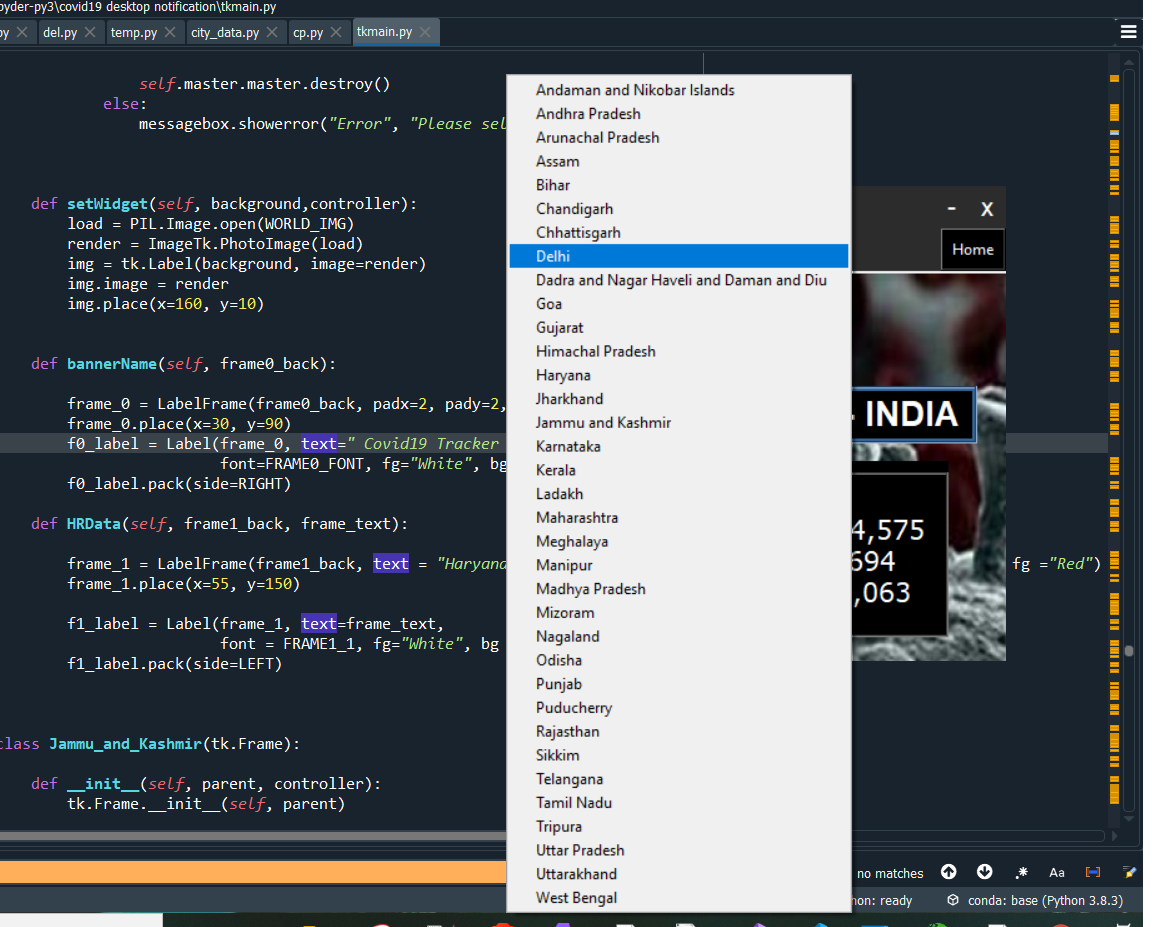 pyder-py3\covid19 desktop notification\tkmain.py
py
del.py
temp.py
city_data.py
cp.py
tkmain.py
self.master.master.destroy()
else:
messagebox.showerror("Error", "Please sel
def setWidget(self, background,controller):
load = PIL.Image.open(WORLD_IMG)
render = ImageTk.PhotoImage(load)
img = tk.Label(background, image=render)
img.image = render
img.place(x=160, y=10)
def bannerName(self, frame0_back):
frame_0 = LabelFrame(frame0_back, padx=2, pady=2,
frame_0.place(x=30, y=90)
f0_label = Label(frame_0, text=" Covid19 Tracker
font=FRAME0_FONT, fg="White", bg
f0_label.pack(side=RIGHT)
def HRData(self, frame1_back, frame_text):
frame_1 = LabelFrame(frame1_back, text = "Haryana
fg ="Red")
frame_1.place(x=55, y=150)
f1_label = Label(frame_1, text=frame_text,
font = FRAME1_1, fg="White", bg
f1_label.pack(side=LEFT)
class Jammu_and_Kashmir(tk.Frame):
def __init__(self, parent, controller):
tk.Frame.__init__(self, parent)
Andaman and Nikobar Islands
Andhra Pradesh
Arunachal Pradesh
Assam
Bihar
Chandigarh
Chhattisgarh
Delhi
Dadra and Nagar Haveli and Daman and Diu
Goa
Gujarat
Himachal Pradesh
Haryana
Jharkhand
Jammu and Kashmir
Karnataka
Kerala
Ladakh
Maharashtra
Meghalaya
Manipur
Madhya Pradesh
Mizoram
Nagaland
Odisha
Punjab
Puducherry
Rajasthan
Sikkim
Telangana
Tamil Nadu
Tripura
Uttar Pradesh
Uttarakhand
West Bengal
- X
Home
- INDIA
4,575
694
,063
no matches
.*
Aa
hon: ready
conda: base (Python 3.8.3)